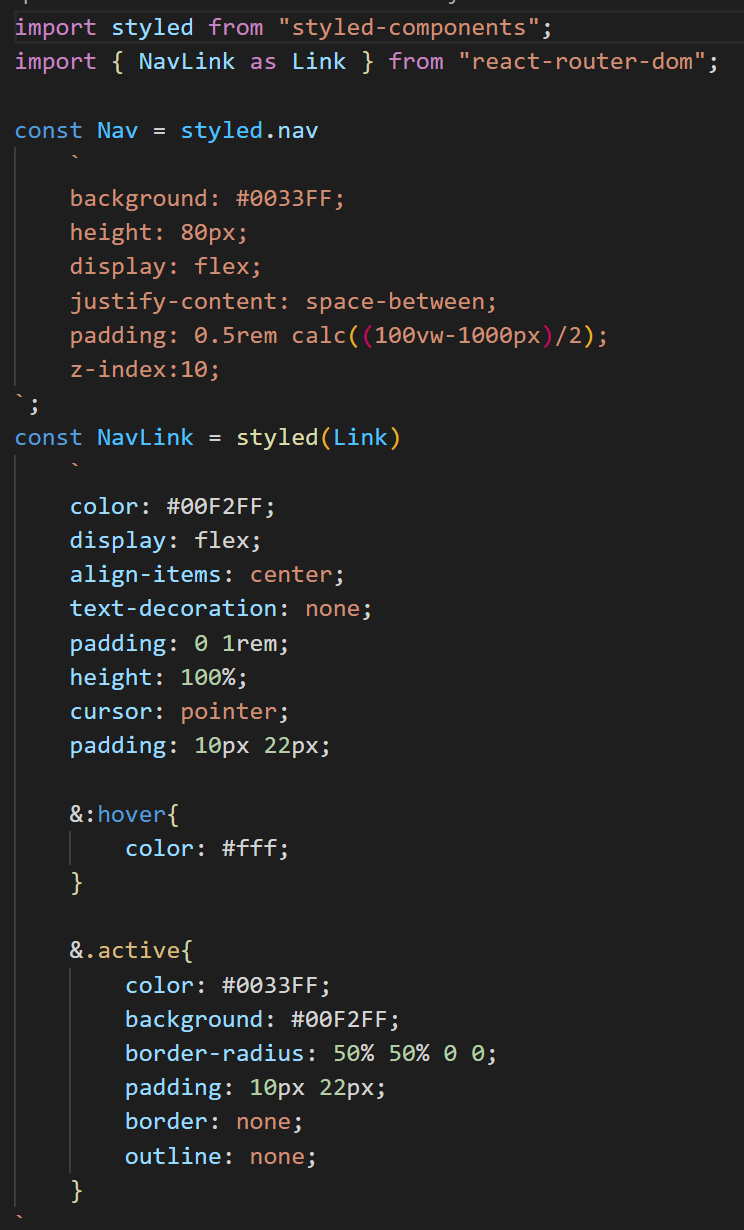 import styled from "styled-components";
import { NavLink as Link } from "react-router-dom";
const Nav = styled.nav
`
background: #0033FF;
height: 80px;
display: flex;
justify-content: space-between;
padding: 0.5rem calc((100vw-1000px)/2);
z-index:10;
`;
const NavLink = styled(Link)
`
color: #00F2FF;
display: flex;
align-items: center;
text-decoration: none;
padding: 0 1rem;
height: 100%;
cursor: pointer;
padding: 10px 22px;
&:hover{
color: #fff;
}
&.active{
color: #0033FF;
background: #00F2FF;
border-radius: 50% 50% 0 0;
padding: 10px 22px;
border: none;
outline: none;
}
`